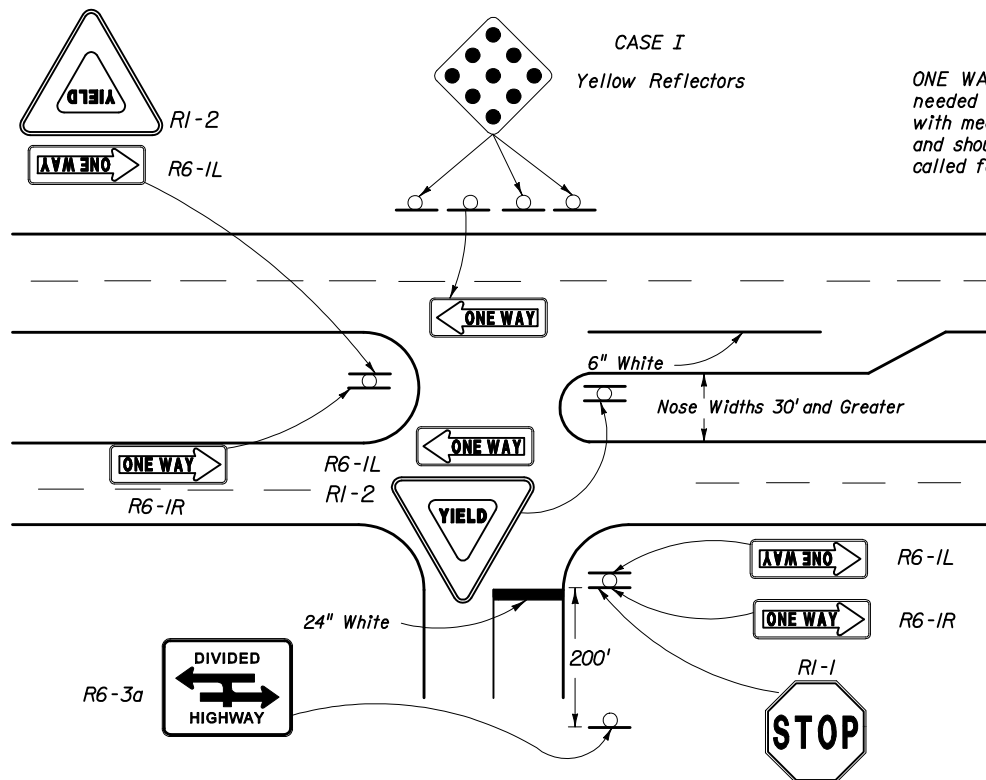 CASE I
Yellow Reflectors
ONE WA
needed
with me
and shou
called f
YIELD
R1-2
ONE WAY
R6-1L
ONE WAY
6" White
Nose Widths 30' and Greater
ONE WAY
R6-1L
ONE WAY
R6-1R
R1-2
YIELD
ONE WAY
R6-1L
ONE WAY
R6-1R
24" White
200'
R1-1
STOP
DIVIDED
HIGHWAY
R6-3a